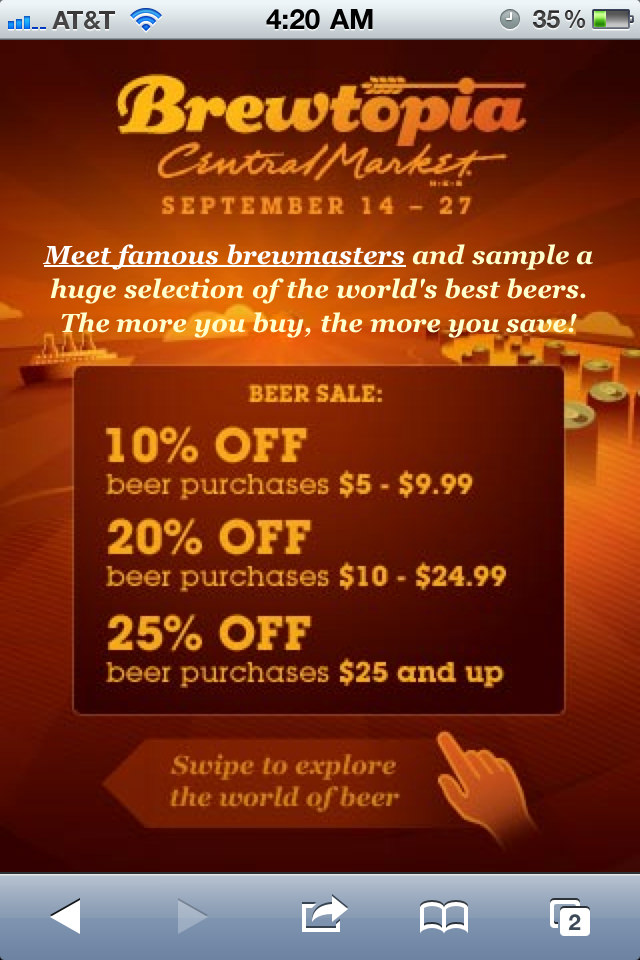 AT&T 4:20 AM 35%
Brewtopia
Central Market
H-E-B
SEPTEMBER 14 – 27
Meet famous brewmasters and sample a
huge selection of the world's best beers.
The more you buy, the more you save!
BEER SALE:
10% OFF
beer purchases $5 - $9.99
20% OFF
beer purchases $10 - $24.99
25% OFF
beer purchases $25 and up
Swipe to explore
the world of beer
2